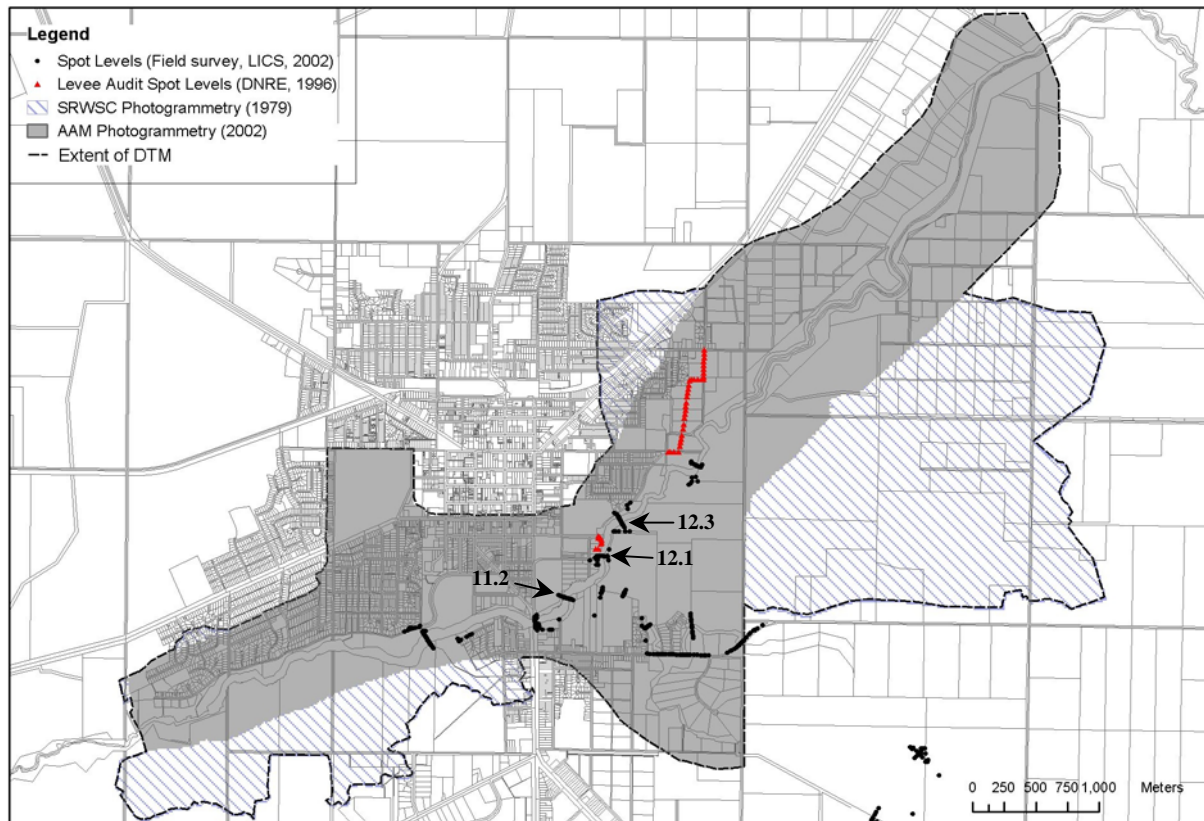 Legend
Spot Levels (Field survey, LICS, 2002)
Levee Audit Spot Levels (DNRE, 1996)
SRWSC Photogrammetry (1979)
AAM Photogrammetry (2002)
Extent of DTM
12.3
12.1
11.2
0 250 500 750 1,000 Meters